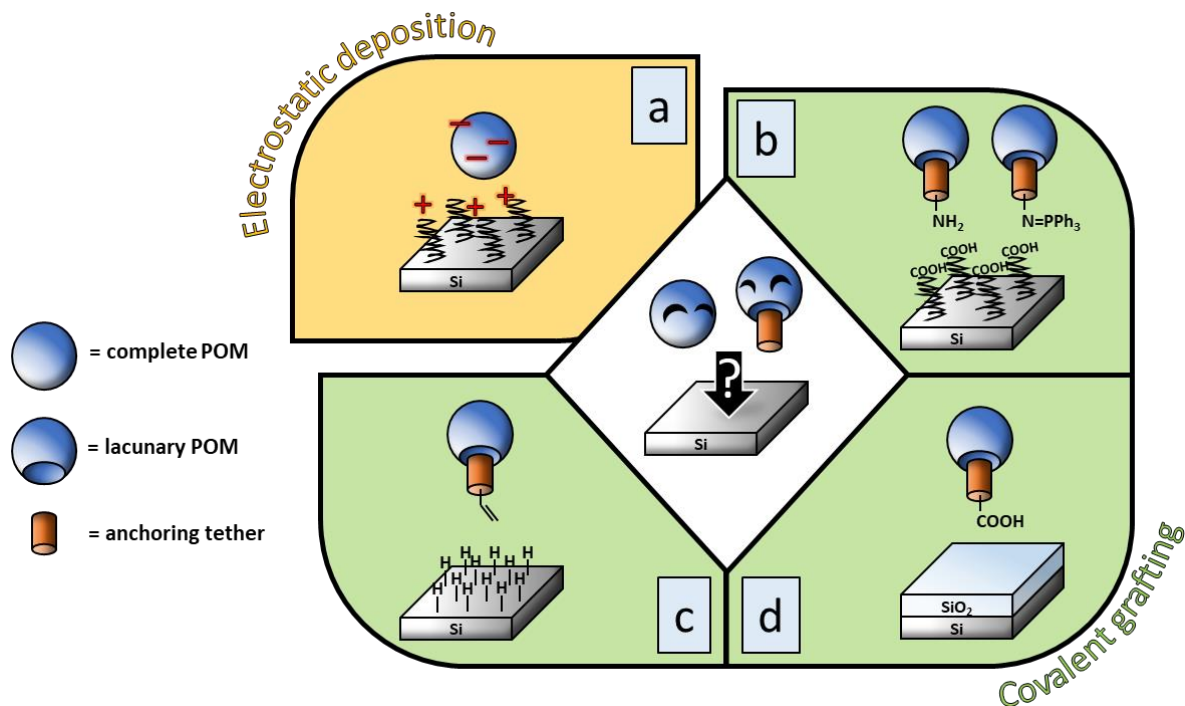 Electrostatic deposition
a
Si
b
NH2
N=PPh3
COOH
COOH
COOH
COOH
Si
= complete POM
= lacunary POM
= anchoring tether
?
Si
H H H H
H H H
H H H H H
Si
c
d
COOH
SiO2
Si
Covalent grafting